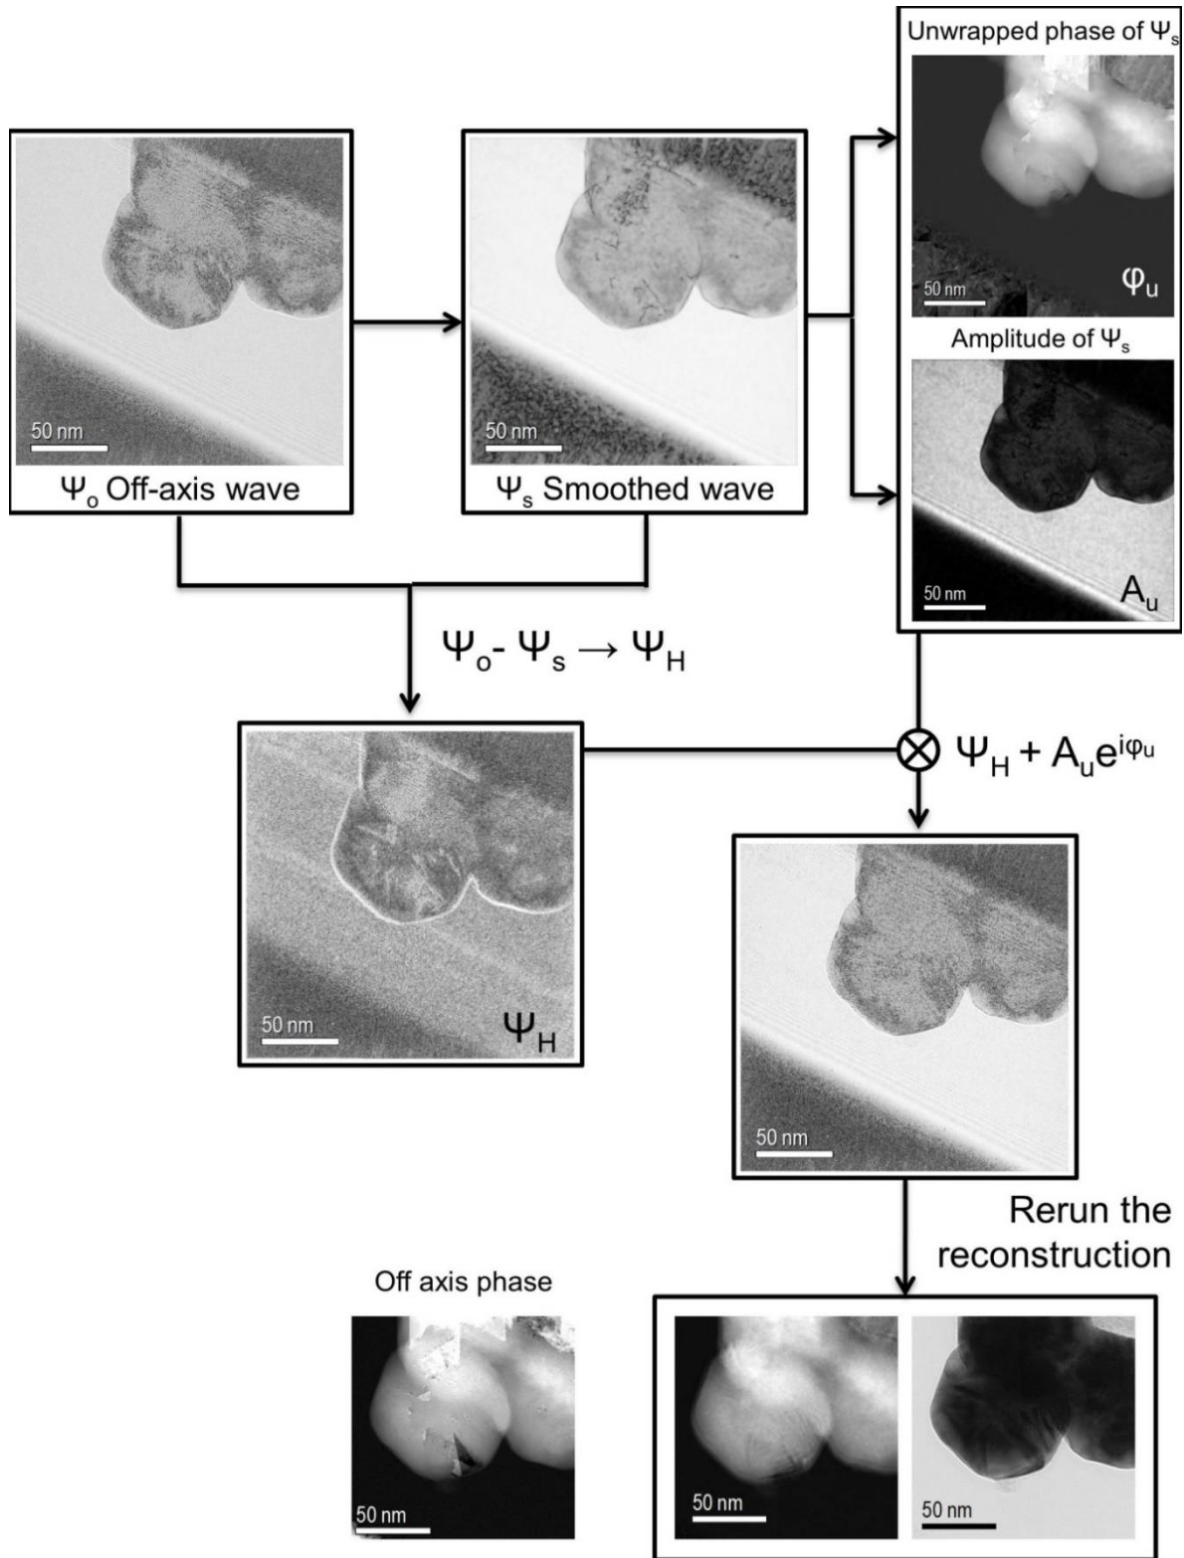 Unwrapped phase of Ψs
φu
50 nm
Amplitude of Ψs
50 nm
Au
50 nm
Ψo Off-axis wave
50 nm
Ψs Smoothed wave
Ψo- Ψs → ΨH
ΨH + Aue^iφu
50 nm
ΨH
50 nm
Rerun the
reconstruction
Off axis phase
50 nm
50 nm
50 nm